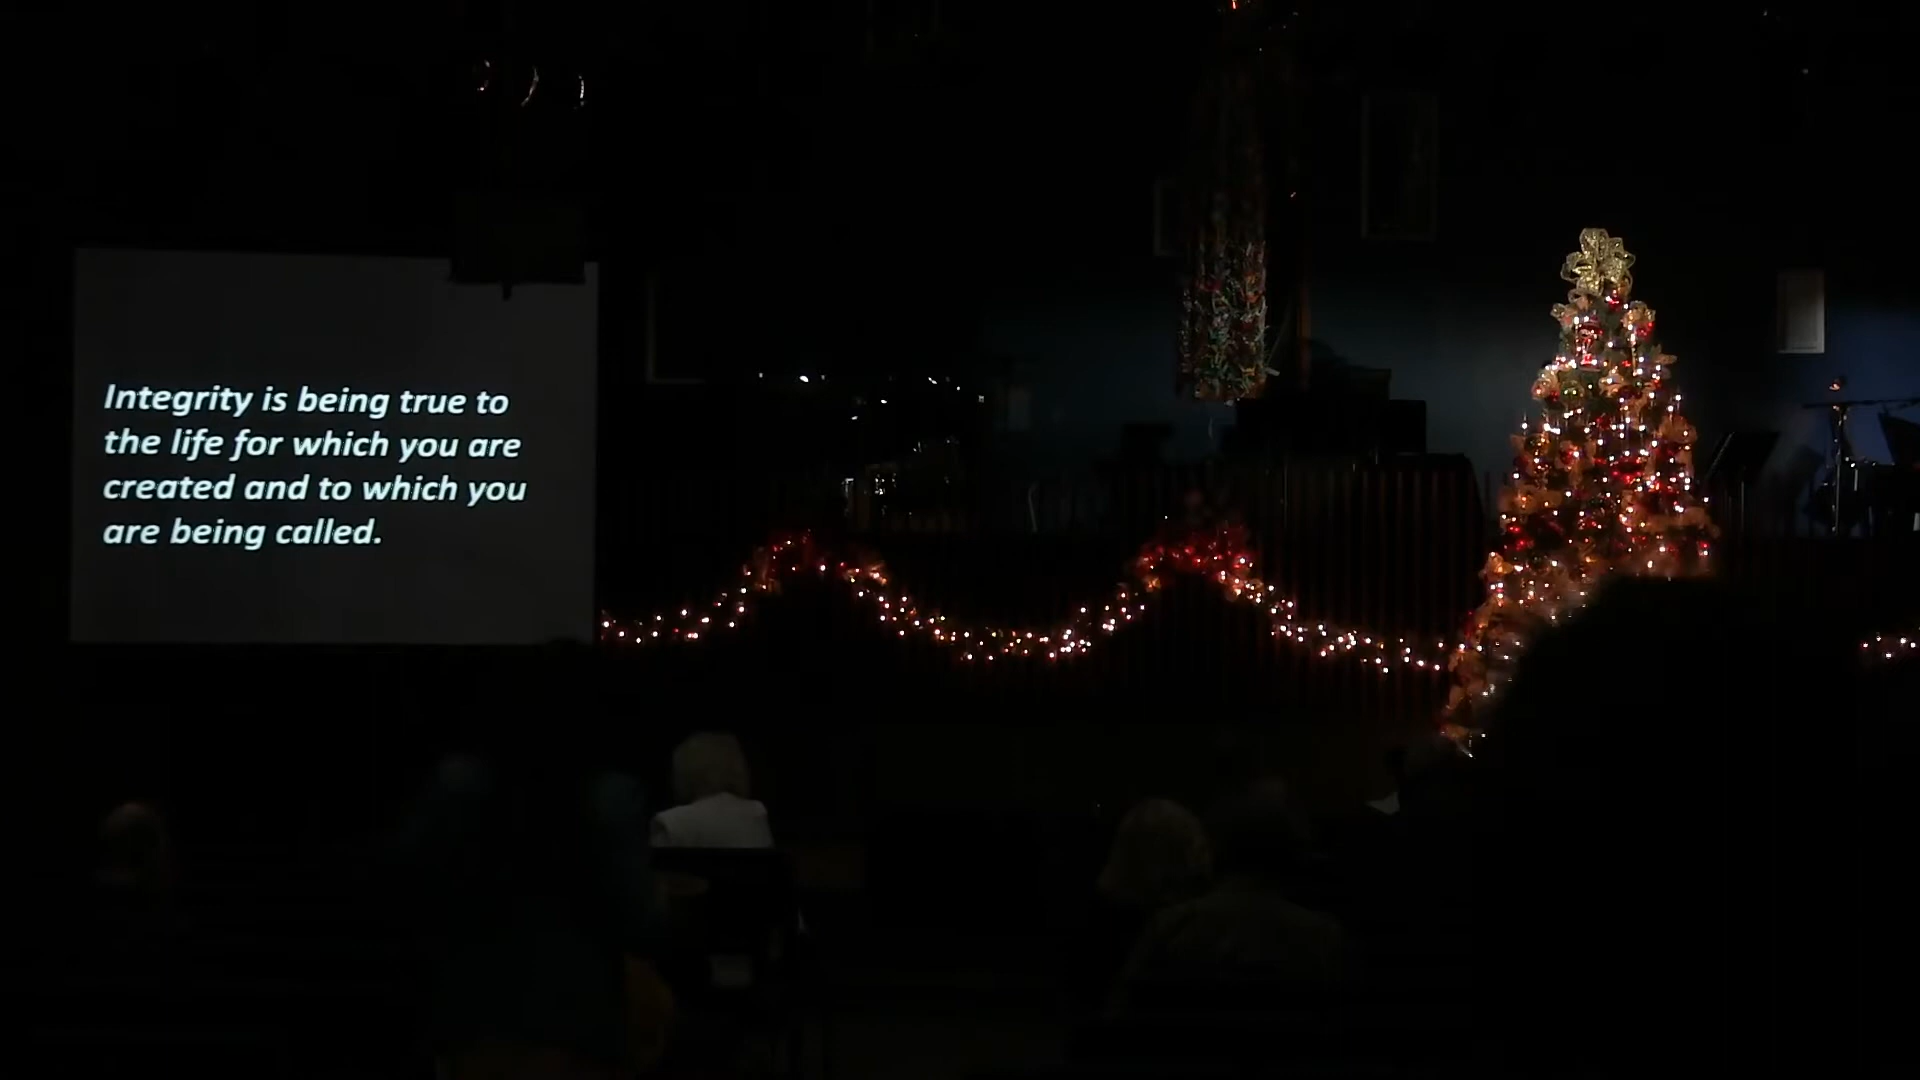 Integrity is being true to
the life for which you are
created and to which you
are being called.